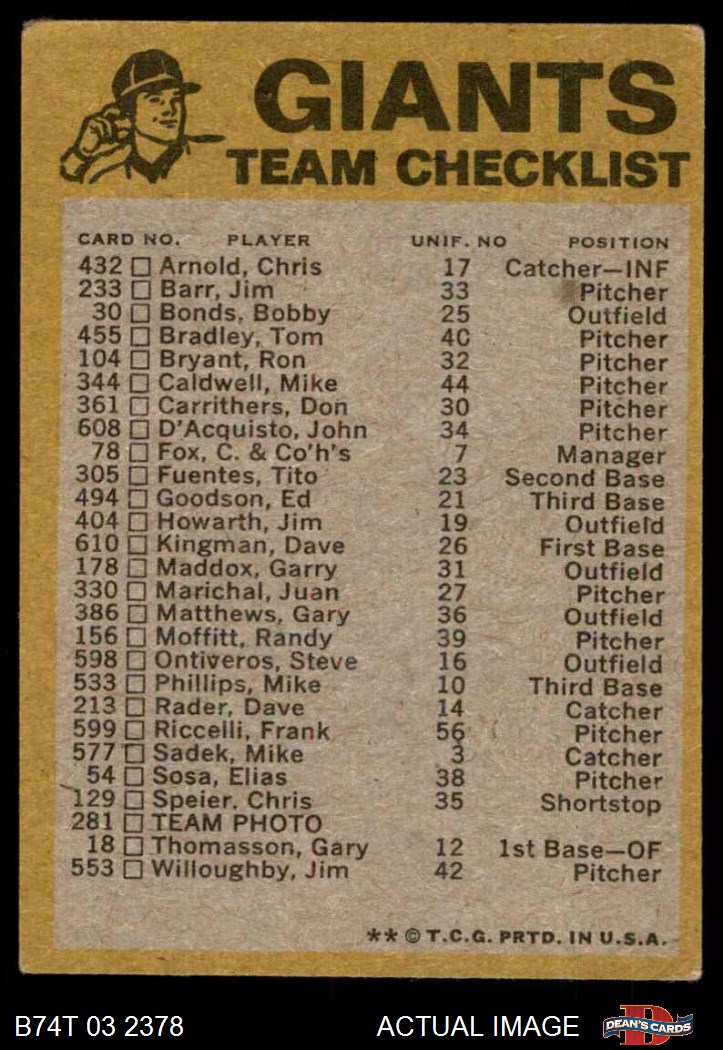 GIANTS
TEAM CHECKLIST
CARD NO. PLAYER UNIF. NO POSITION
432 Arnold, Chris 17 Catcher—INF
233 Barr, Jim 33 Pitcher
30 Bonds, Bobby 25 Outfield
455 Bradley, Tom 40 Pitcher
104 Bryant, Ron 32 Pitcher
344 Caldwell, Mike 44 Pitcher
361 Carrithers, Don 30 Pitcher
608 D'Acquisto, John 34 Pitcher
78 Fox, C. & Co'h's 7 Manager
305 Fuentes, Tito 23 Second Base
494 Goodson, Ed 21 Third Base
404 Howarth, Jim 19 Outfield
610 Kingman, Dave 26 First Base
178 Maddox, Garry 31 Outfield
330 Marichal, Juan 27 Pitcher
386 Matthews, Gary 36 Outfield
156 Moffitt, Randy 39 Pitcher
598 Ontiveros, Steve 16 Outfield
533 Phillips, Mike 10 Third Base
213 Rader, Dave 14 Catcher
599 Riccelli, Frank 56 Pitcher
577 Sadek, Mike 3 Catcher
54 Sosa, Elias 38 Pitcher
129 Speier, Chris 35 Shortstop
281 TEAM PHOTO
18 Thomasson, Gary 12 1st Base—OF
553 Willoughby, Jim 42 Pitcher
** © T.C.G. PRTD. IN U.S.A.
B74T 03 2378 ACTUAL IMAGE D DEAN'S CARDS